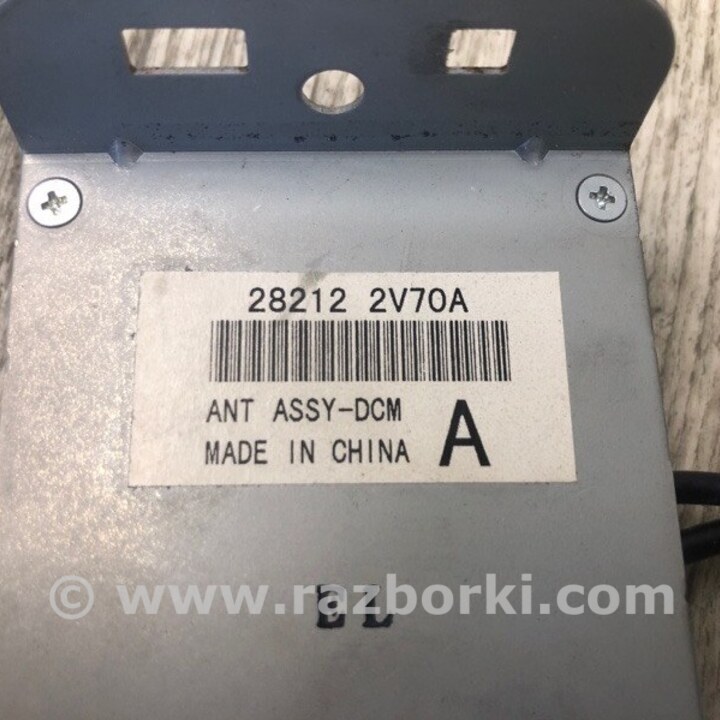 28212 2V70A
ANT ASSY-DCM
MADE IN CHINA A
© www.razborki.com